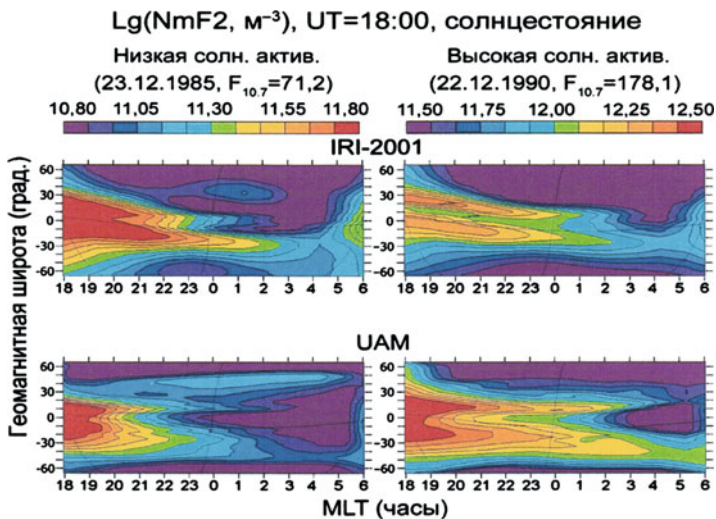 Lg(NmF2, м⁻³), UT=18:00, солнцестояние
Низкая солн. актив.
(23.12.1985, F₁₀.₇=71,2)
10,80 11,05 11,30 11,55 11,80
Высокая солн. актив.
(22.12.1990, F₁₀.₇=178,1)
11,50 11,75 12,00 12,25 12,50
IRI-2001
Геомагнитная широта (град.)
60
30
0
-30
-60
18 19 20 21 22 23 0 1 2 3 4 5 6
60
30
0
-30
-60
18 19 20 21 22 23 0 1 2 3 4 5 6
UAM
60
30
0
-30
-60
18 19 20 21 22 23 0 1 2 3 4 5 6
60
30
0
-30
-60
18 19 20 21 22 23 0 1 2 3 4 5 6
MLT (часы)